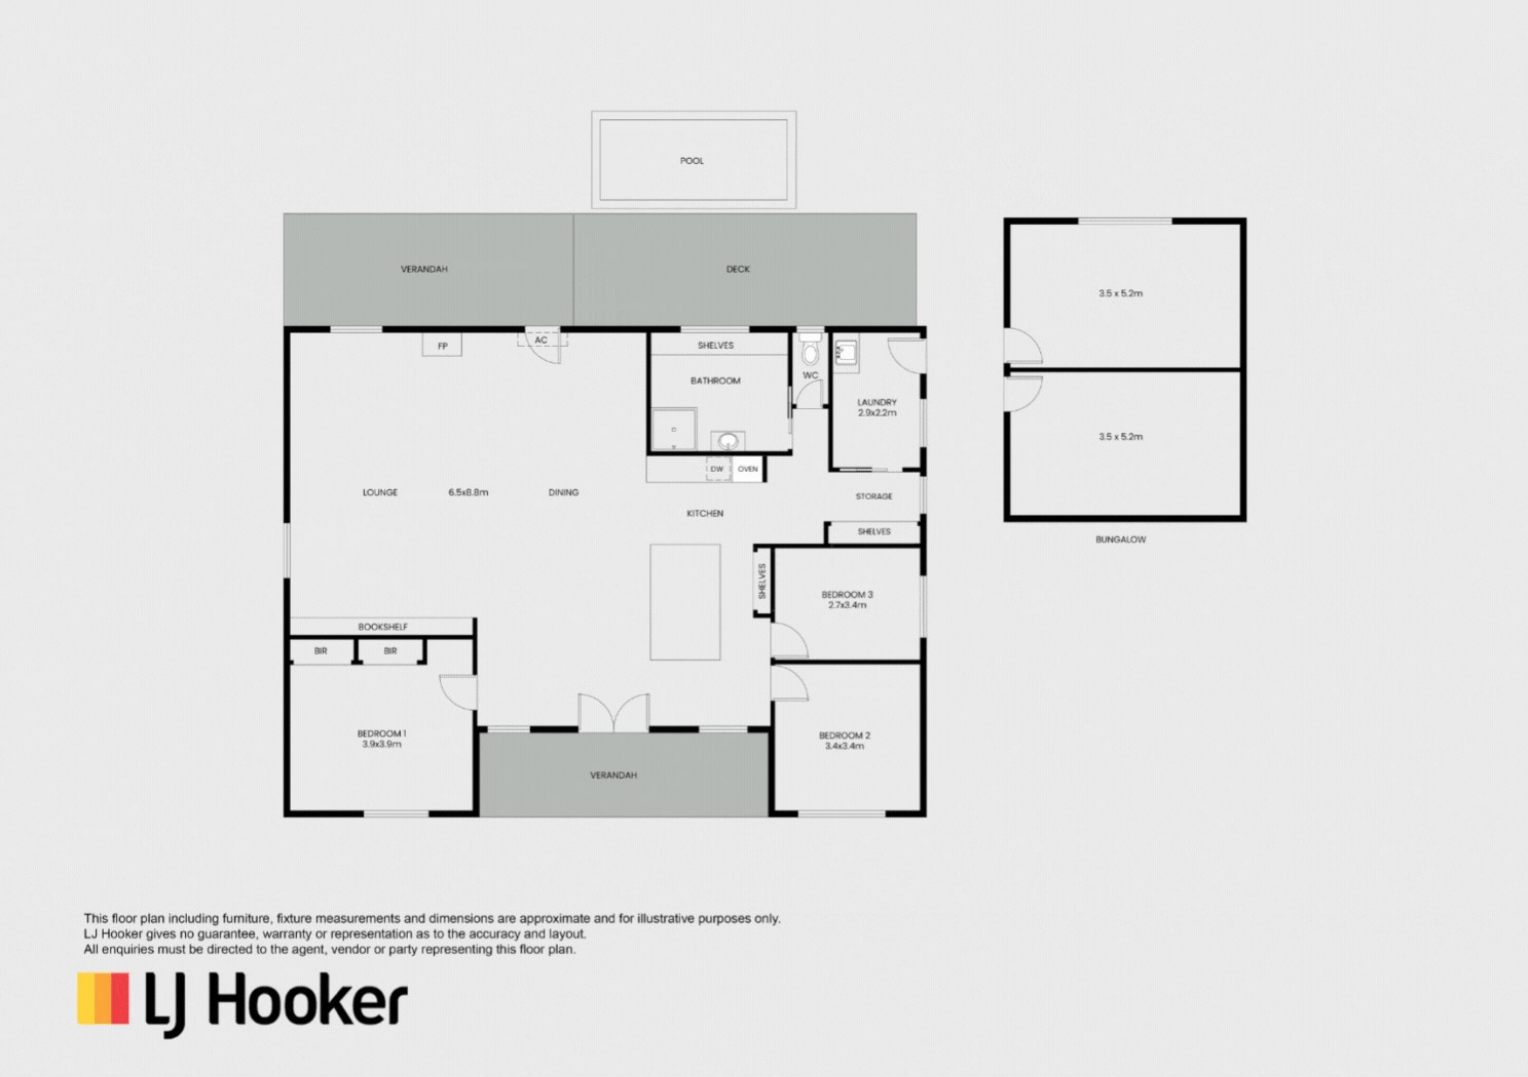 POOL
VERANDAH
DECK
FP
AC
SHELVES
BATHROOM
WC
LAUNDRY
2.9x2.2m
3.5 x 5.2m
3.5 x 5.2m
BUNGALOW
DW
OVEN
LOUNGE
6.5x8.8m
DINING
KITCHEN
STORAGE
SHELVES
SHELVES
BEDROOM 3
2.7x3.4m
BOOKSHELF
BIR
BIR
BEDROOM 1
3.9x3.9m
BEDROOM 2
3.4x3.4m
VERANDAH
This floor plan including furniture, fixture measurements and dimensions are approximate and for illustrative purposes only.
LJ Hooker gives no guarantee, warranty or representation as to the accuracy and layout.
All enquiries must be directed to the agent, vendor or party representing this floor plan.
LJ Hooker